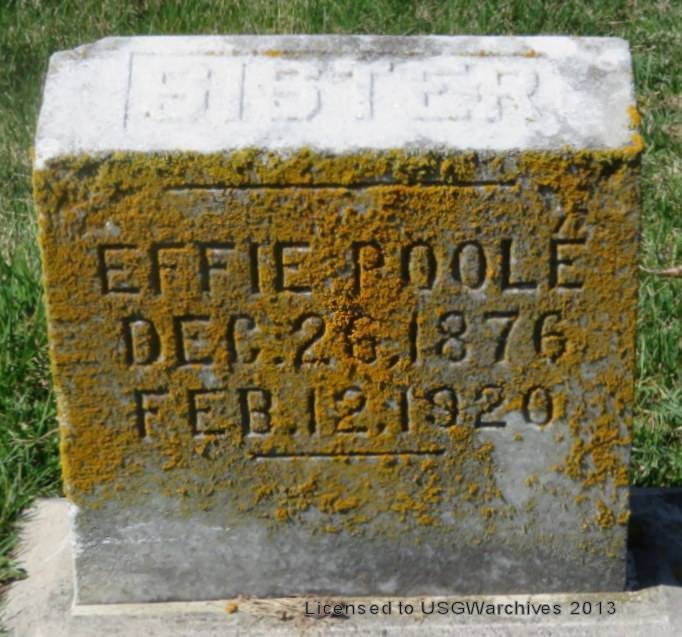 SISTER
EFFIE POOLE
DEC. 26, 1876
FEB. 12, 1920
Licensed to USGWarchives 2013